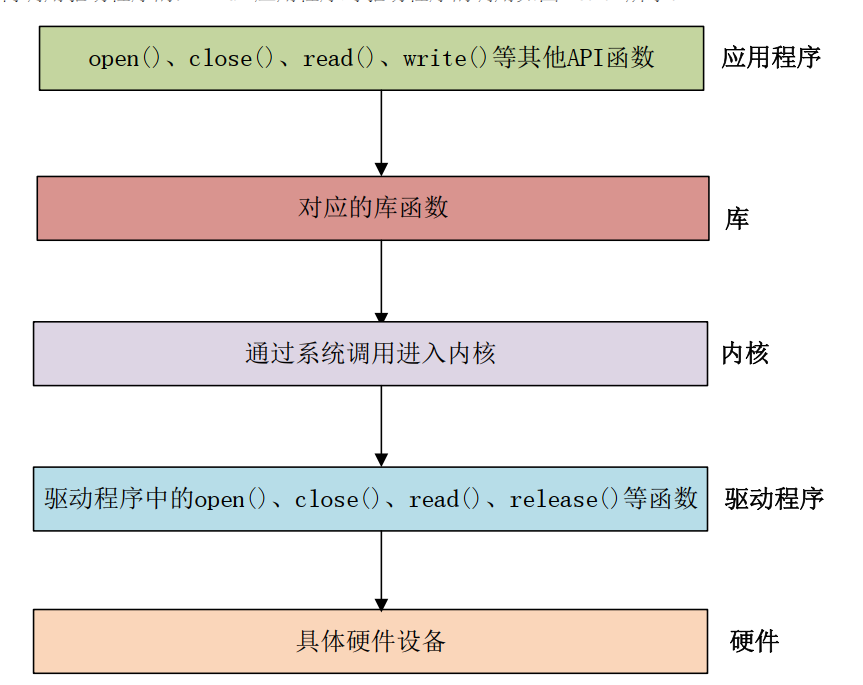 open()、close()、read()、write()等其他API函数 应用程序
对应的库函数 库
通过系统调用进入内核 内核
驱动程序中的open()、close()、read()、release()等函数 驱动程序
具体硬件设备 硬件